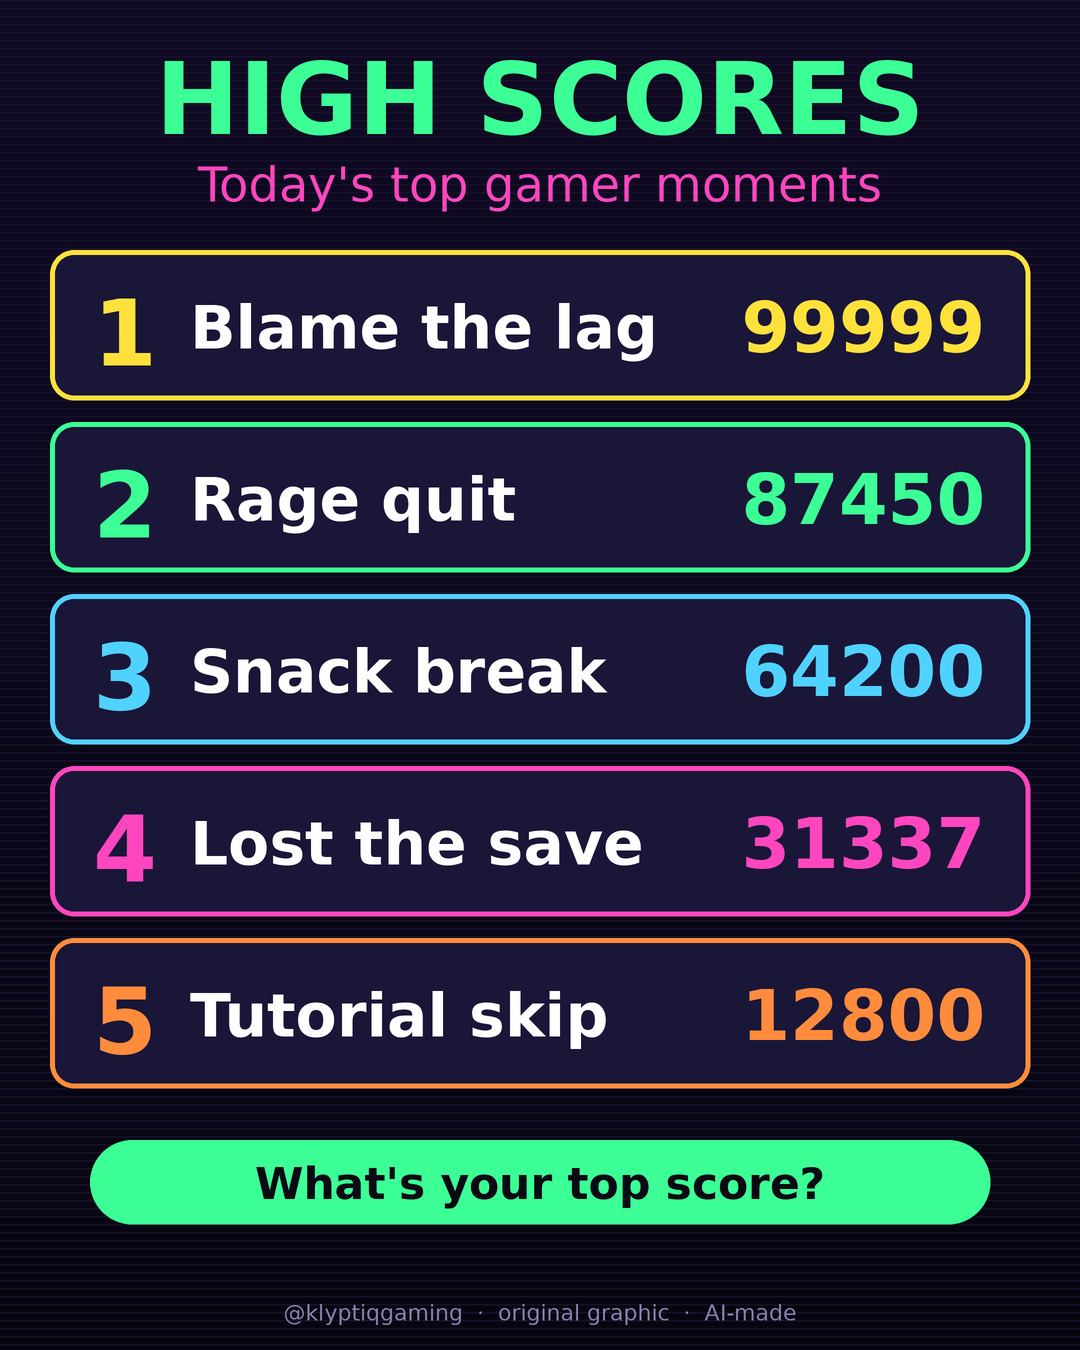 HIGH SCORES
Today's top gamer moments
1 Blame the lag 99999
2 Rage quit 87450
3 Snack break 64200
4 Lost the save 31337
5 Tutorial skip 12800
What's your top score?
@klyptiqgaming · original graphic · AI-made